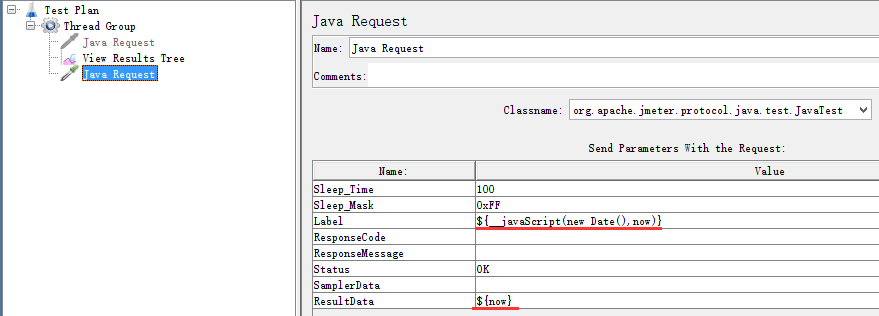 Test Plan
Thread Group
Java Request
View Results Tree
Java Request
Java Request
Name: Java Request
Comments:
Classname: org.apache.jmeter.protocol.java.test.JavaTest
Send Parameters With the Request:
Name: Value
Sleep_Time 100
Sleep_Mask 0xFF
Label ${__javaScript(new Date(),now)}
ResponseCode
ResponseMessage
Status OK
SamplerData
ResultData ${now}